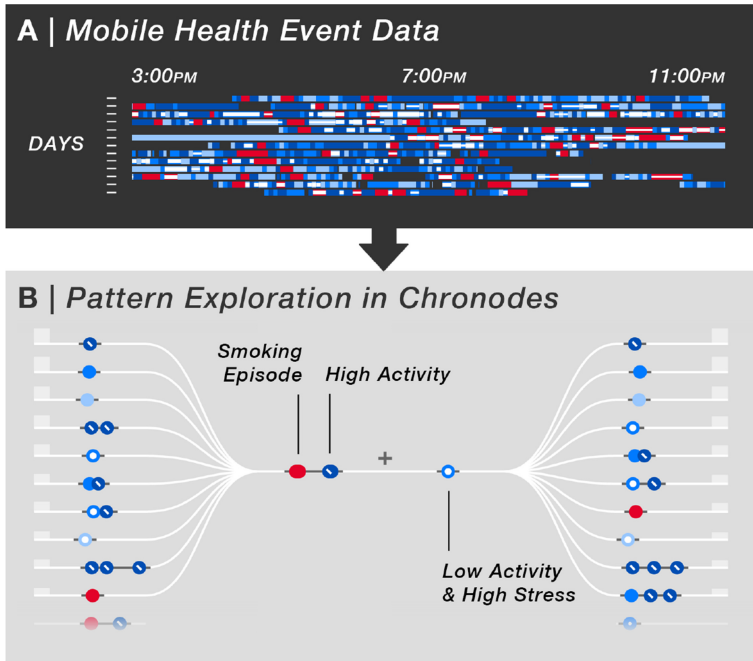 A | Mobile Health Event Data
3:00PM 7:00PM 11:00PM
DAYS
B | Pattern Exploration in Chronodes
Smoking
Episode
High Activity
+
Low Activity
& High Stress